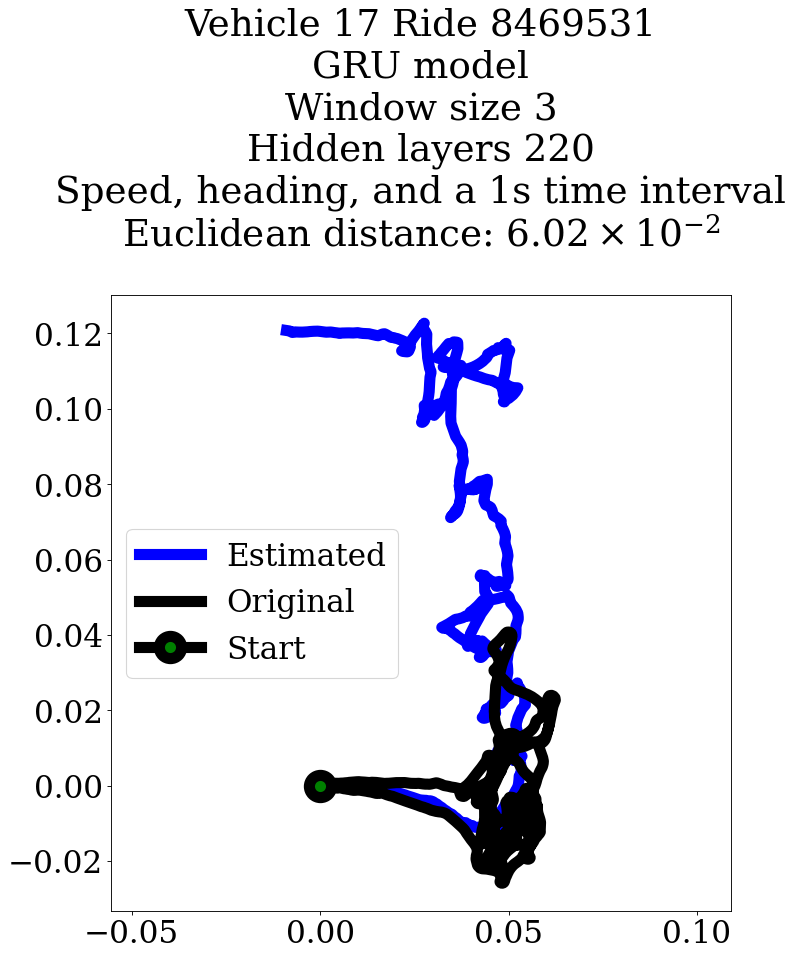 Vehicle 17 Ride 8469531
GRU model
Window size 3
Hidden layers 220
Speed, heading, and a 1s time interval
Euclidean distance: 6.02 × 10⁻²
0.12
0.10
0.08
0.06
0.04
0.02
0.00
−0.02
Estimated
Original
Start
−0.05
0.00
0.05
0.10